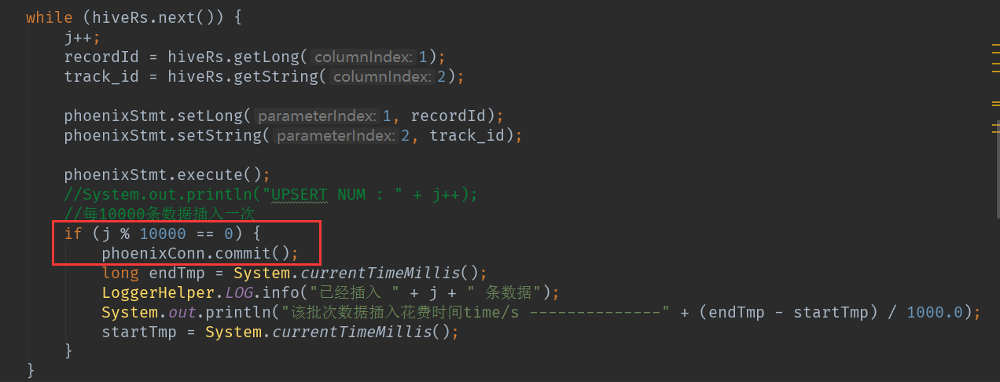 while (hiveRs.next()) {
j++;
recordId = hiveRs.getLong( columnIndex: 1);
track_id = hiveRs.getString( columnIndex: 2);
phoenixStmt.setLong( parameterIndex: 1, recordId);
phoenixStmt.setString( parameterIndex: 2, track_id);
phoenixStmt.execute();
//System.out.println("UPSERT NUM : " + j++);
//每10000条数据插入一次
if (j % 10000 == 0) {
phoenixConn.commit();
long endTmp = System.currentTimeMillis();
LoggerHelper.LOG.info("已经插入 " + j + " 条数据");
System.out.println("该批次数据插入花费时间time/s --------------" + (endTmp - startTmp) / 1000.0);
startTmp = System.currentTimeMillis();
}
}